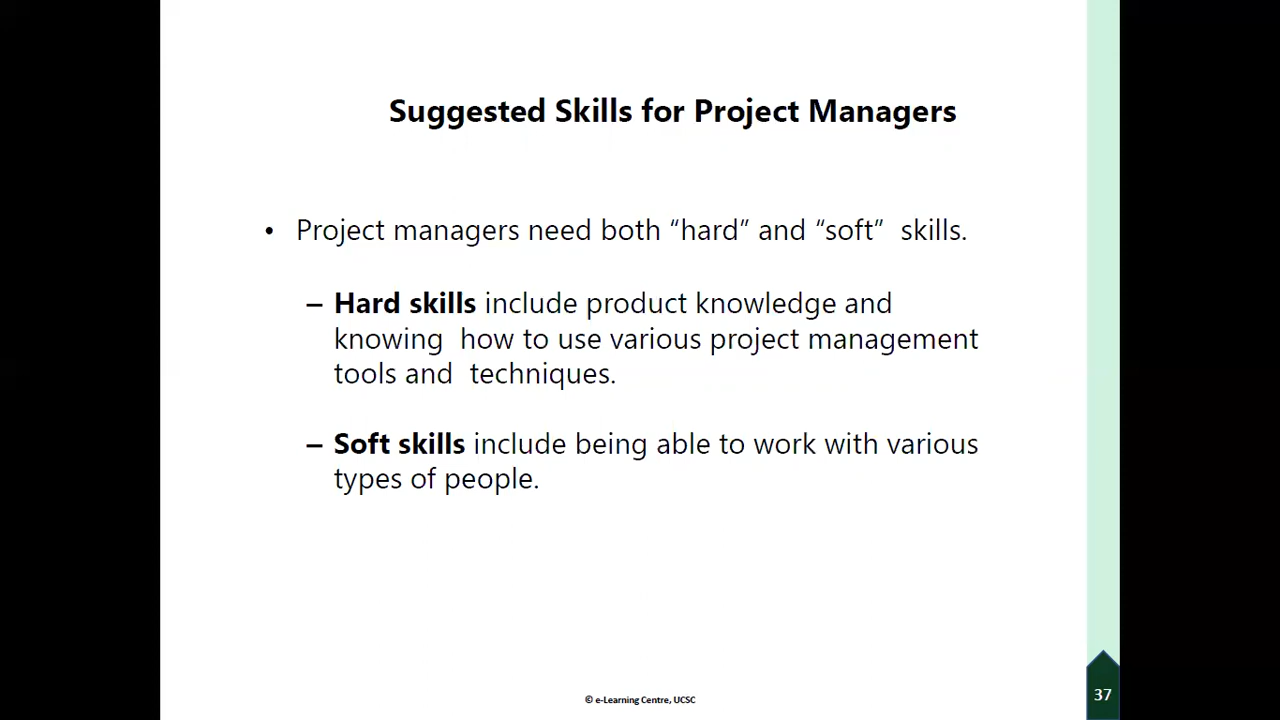 Suggested Skills for Project Managers
• Project managers need both “hard” and “soft” skills.
– Hard skills include product knowledge and
knowing how to use various project management
tools and techniques.
– Soft skills include being able to work with various
types of people.
© e-Learning Centre, UCSC
37